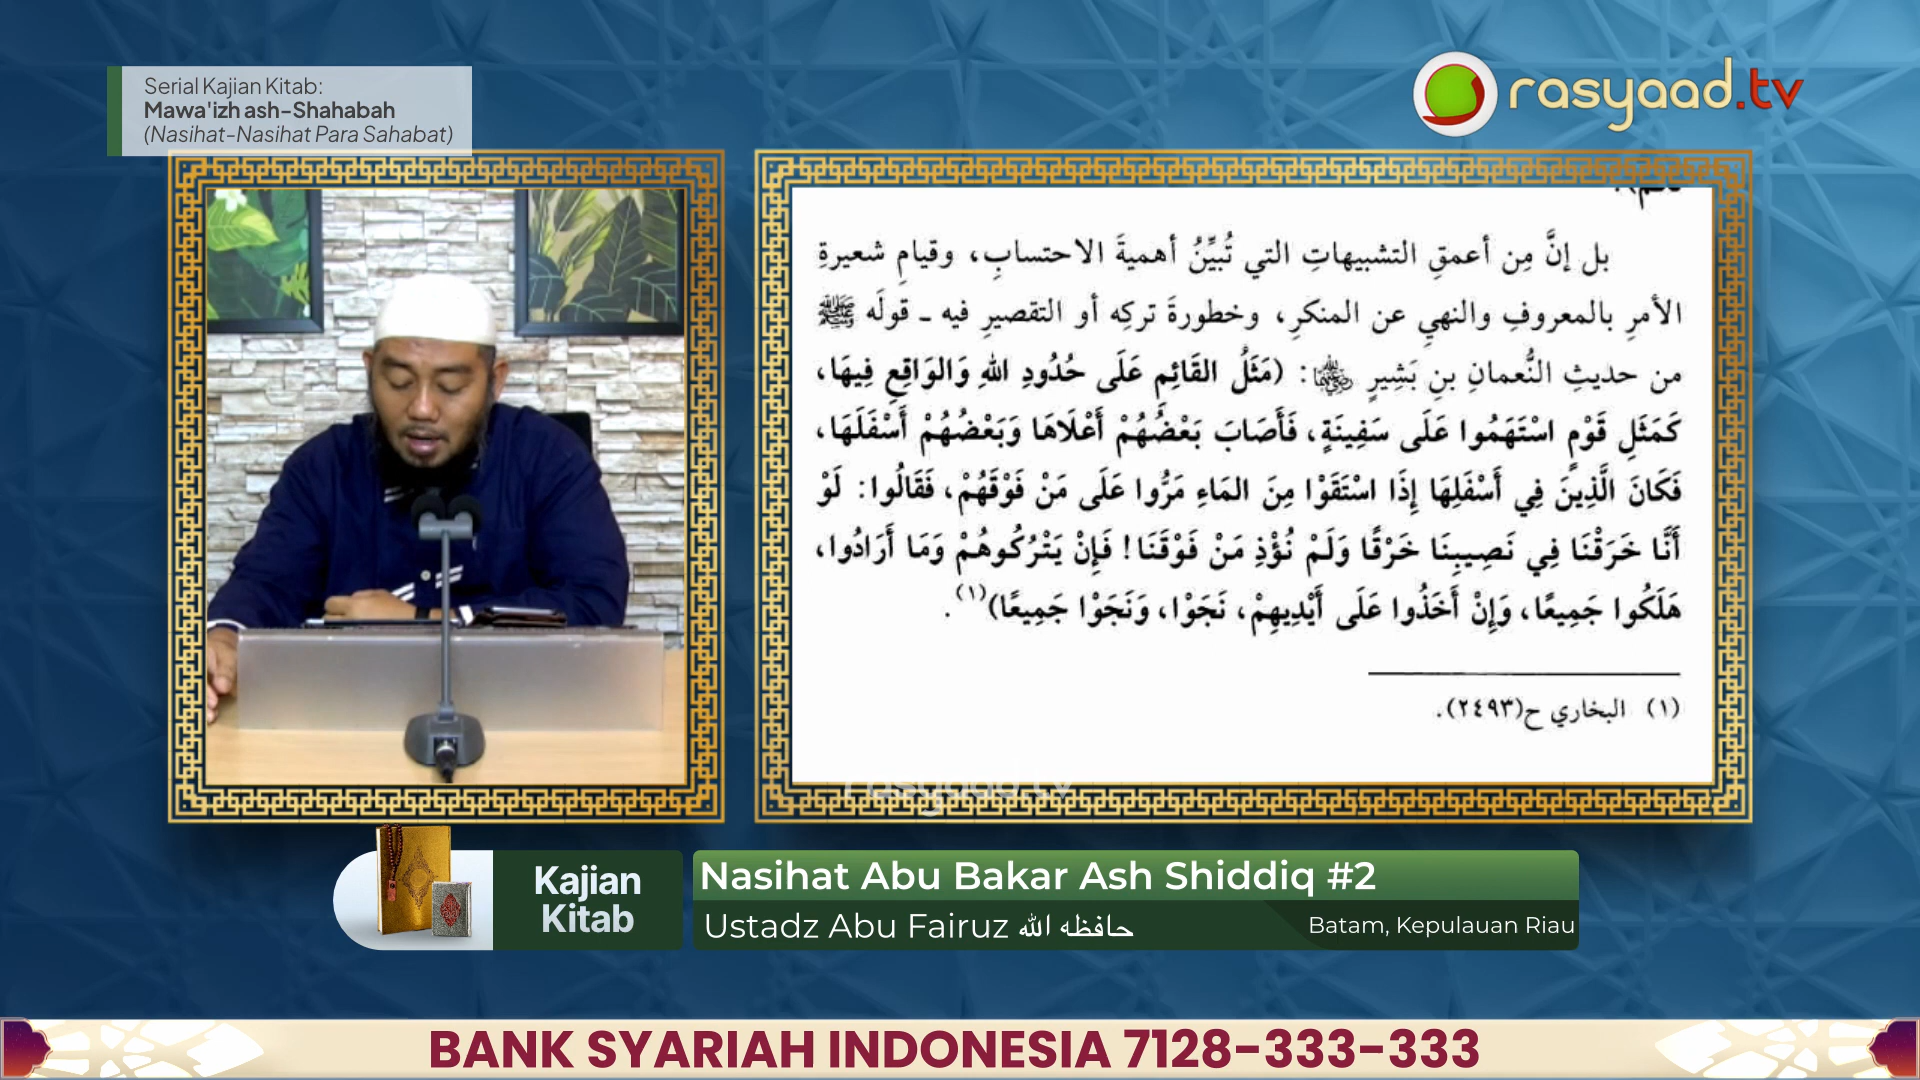 Serial Kajian Kitab:
Mawa'izh ash-Shahabah
(Nasihat-Nasihat Para Sahabat)
rasyaad.tv
بل إنَّ مِن أعمقِ التشبيهاتِ التي تُبيِّنُ أهميةَ الاحتسابِ، وقيامِ شعيرةِ
الأمرِ بالمعروفِ والنهيِ عن المنكرِ، وخطورةَ تركِه أو التقصيرِ فيه ـ قولَه ﷺ
من حديثِ النُّعمانِ بنِ بَشِيرٍ رضي الله عنهما: (مَثَلُ القَائِمِ عَلَى حُدُودِ اللهِ وَالوَاقِعِ فِيهَا،
كَمَثَلِ قَوْمٍ اسْتَهَمُوا عَلَى سَفِينَةٍ، فَأَصَابَ بَعْضُهُمْ أَعْلَاهَا وَبَعْضُهُمْ أَسْفَلَهَا،
فَكَانَ الَّذِينَ فِي أَسْفَلِهَا إِذَا اسْتَقَوْا مِنَ المَاءِ مَرُّوا عَلَى مَنْ فَوْقَهُمْ، فَقَالُوا: لَوْ
أَنَّا خَرَقْنَا فِي نَصِيبِنَا خَرْقًا وَلَمْ نُؤْذِ مَنْ فَوْقَنَا! فَإِنْ يَتْرُكُوهُمْ وَمَا أَرَادُوا،
هَلَكُوا جَمِيعًا، وَإِنْ أَخَذُوا عَلَى أَيْدِيهِمْ، نَجَوْا، وَنَجَوْا جَمِيعًا)(١).
(١) البخاري ح(٢٤٩٣).
rasyaad.tv
Kajian
Kitab
Nasihat Abu Bakar Ash Shiddiq #2
Ustadz Abu Fairuz حافظه الله
Batam, Kepulauan Riau
BANK SYARIAH INDONESIA 7128-333-333